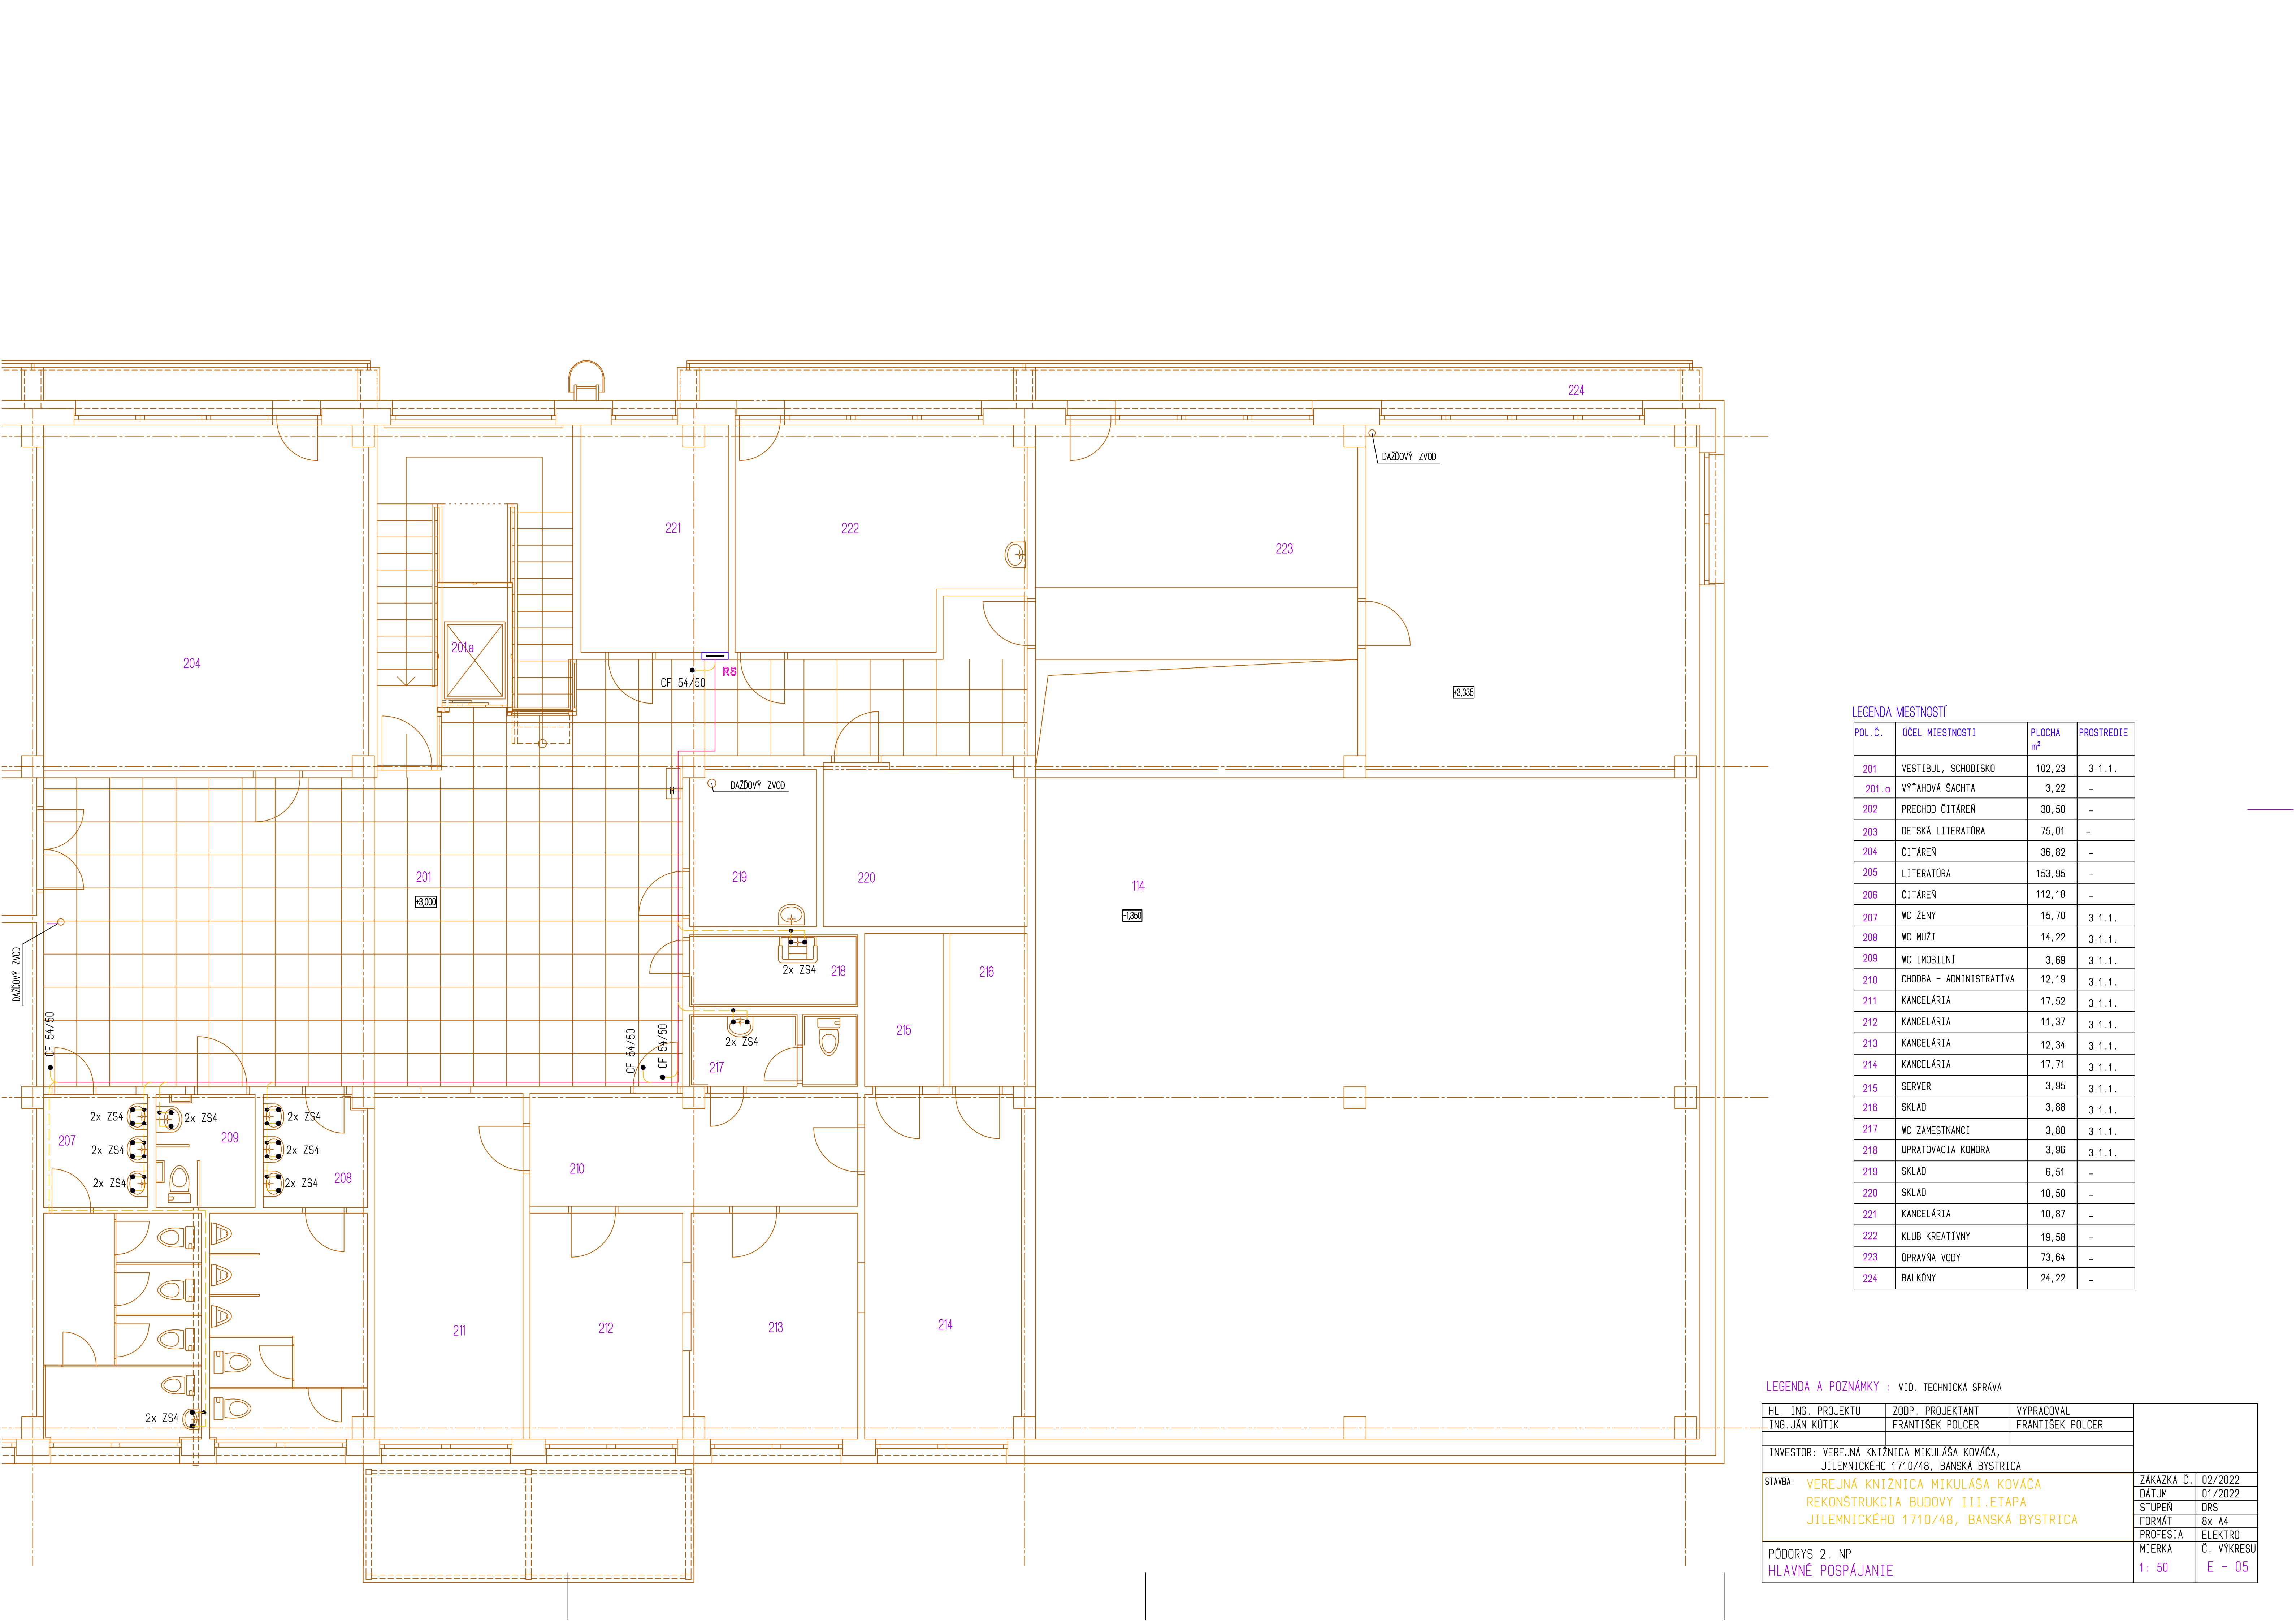 224
DAŽĎOVÝ ZVOD
221
222
223
201.a
204
RS
CF 54/50
+3,335
H
DAŽĎOVÝ ZVOD
201
+3,000
219
220
114
-1,350
DAŽĎOVÝ ZVOD
2x ZS4
218
216
CF 54/50
CF 54/50
CF 54/50
2x ZS4
215
217
2x ZS4
2x ZS4
2x ZS4
207
209
2x ZS4
2x ZS4
210
2x ZS4
2x ZS4
208
211
212
213
214
2x ZS4
LEGENDA MIESTNOSTÍ
POL.Č. ÚČEL MIESTNOSTI PLOCHA m² PROSTREDIE
201 VESTIBUL, SCHODISKO 102,23 3.1.1.
201.a VÝŤAHOVÁ ŠACHTA 3,22 -
202 PRECHOD ČITÁREŇ 30,50 -
203 DETSKÁ LITERATÚRA 75,01 -
204 ČITÁREŇ 36,82 -
205 LITERATÚRA 153,95 -
206 ČITÁREŇ 112,18 -
207 WC ŽENY 15,70 3.1.1.
208 WC MUŽI 14,22 3.1.1.
209 WC IMOBILNÍ 3,69 3.1.1.
210 CHODBA - ADMINISTRATÍVA 12,19 3.1.1.
211 KANCELÁRIA 17,52 3.1.1.
212 KANCELÁRIA 11,37 3.1.1.
213 KANCELÁRIA 12,34 3.1.1.
214 KANCELÁRIA 17,71 3.1.1.
215 SERVER 3,95 3.1.1.
216 SKLAD 3,88 3.1.1.
217 WC ZAMESTNANCI 3,80 3.1.1.
218 UPRATOVACIA KOMORA 3,96 3.1.1.
219 SKLAD 6,51 -
220 SKLAD 10,50 -
221 KANCELÁRIA 10,87 -
222 KLUB KREATÍVNY 19,58 -
223 ÚPRAVŇA VODY 73,64 -
224 BALKÓNY 24,22 -
LEGENDA A POZNÁMKY : VIĎ. TECHNICKÁ SPRÁVA
HL. ING. PROJEKTU ZODP. PROJEKTANT VYPRACOVAL
ING.JÁN KÚTIK FRANTIŠEK POLCER FRANTIŠEK POLCER
INVESTOR: VEREJNÁ KNIŽNICA MIKULÁŠA KOVÁČA,
JILEMNICKÉHO 1710/48, BANSKÁ BYSTRICA
STAVBA: VEREJNÁ KNIŽNICA MIKULÁŠA KOVÁČA
REKONŠTRUKCIA BUDOVY III.ETAPA
JILEMNICKÉHO 1710/48, BANSKÁ BYSTRICA
ZÁKAZKA Č. 02/2022
DÁTUM 01/2022
STUPEŇ DRS
FORMÁT 8x A4
PROFESIA ELEKTRO
MIERKA Č. VÝKRESU
1: 50 E - 05
PÔDORYS 2. NP
HLAVNÉ POSPÁJANIE